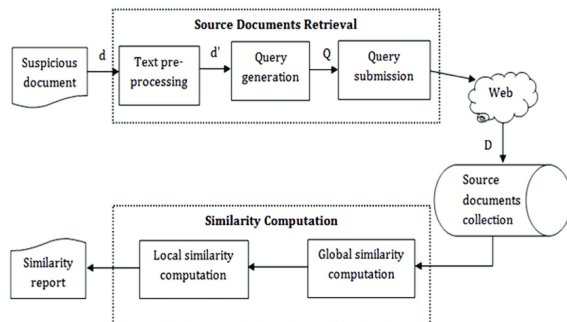 Source Documents Retrieval
Suspicious
document
d
Text pre-
processing
d'
Query
generation
Q
Query
submission
Web
D
Source
documents
collection
Similarity Computation
Global similarity
computation
Local similarity
computation
Similarity
report